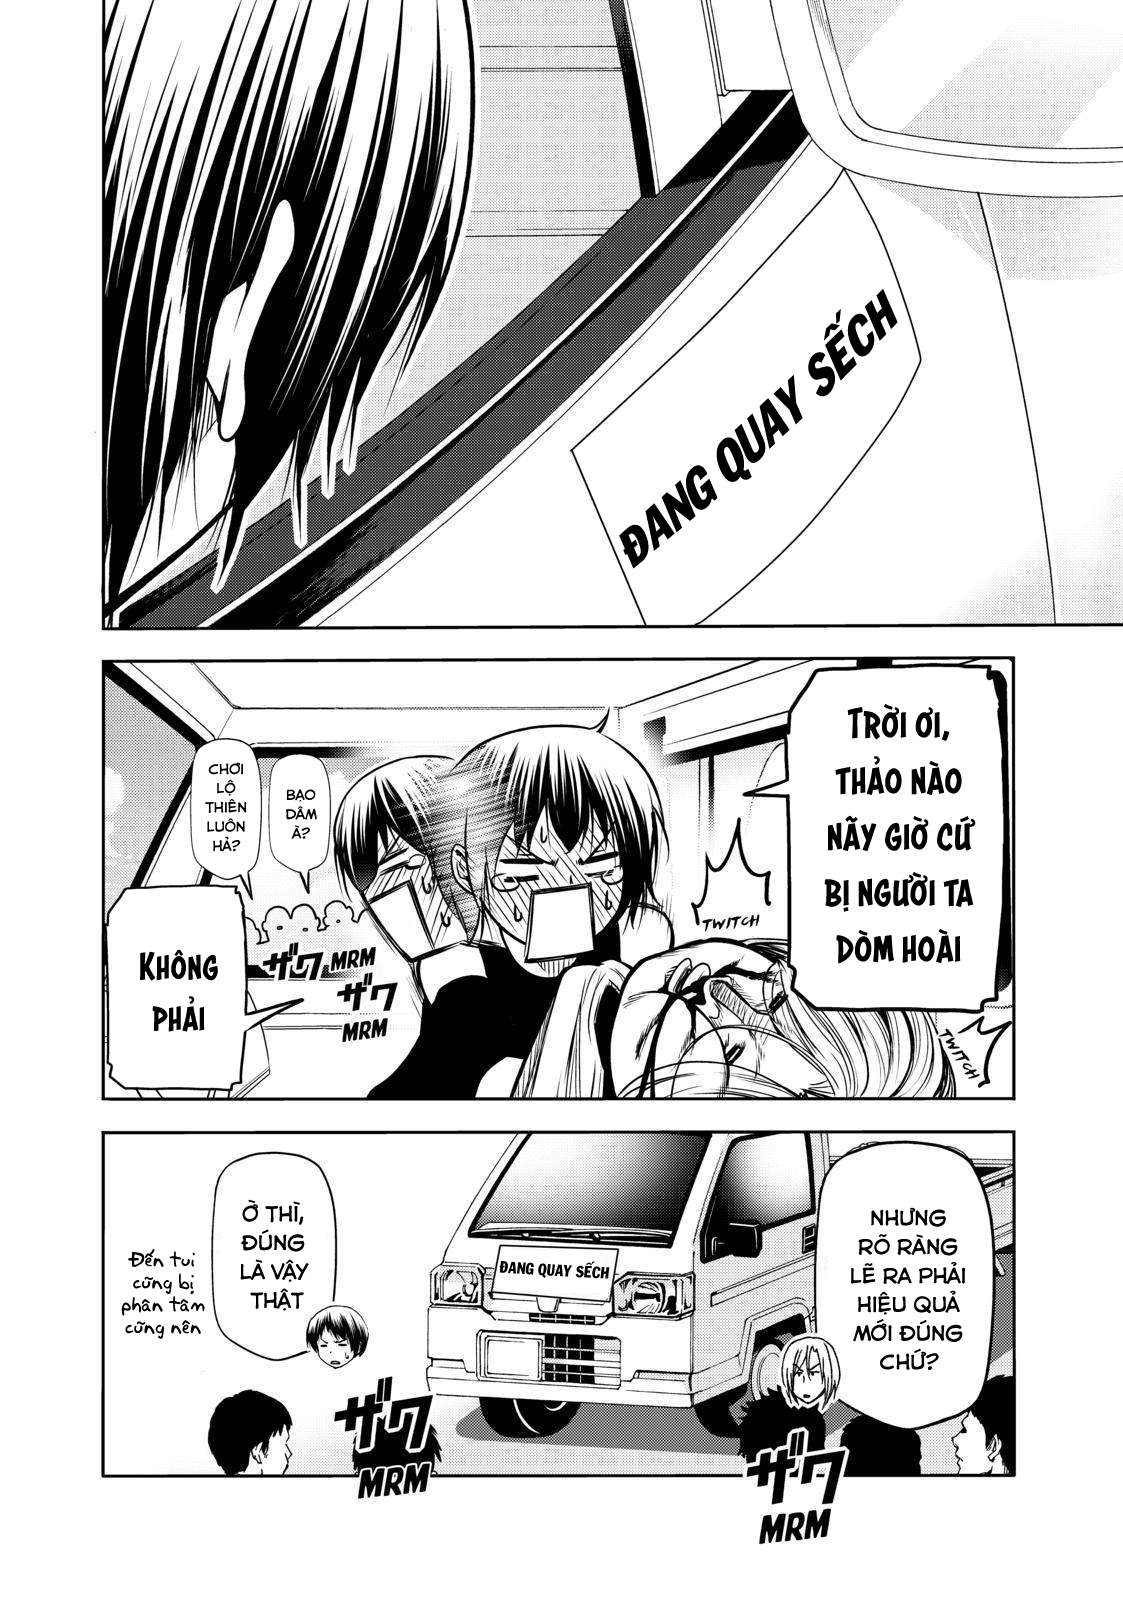 ĐANG QUAY SẾCH
TRỜI ƠI,
THẢO NÀO
NÃY GIỜ CỨ
BỊ NGƯỜI TA
DÒM HOÀI
TWITCH
TWITCH
BẠO
DÂM
À?
CHƠI
LỘ
THIÊN
LUÔN
HẢ?
ザワ
MRM
ザワ
MRM
KHÔNG
PHẢI
NHƯNG
RÕ RÀNG
LẼ RA PHẢI
HIỆU QUẢ
MỚI ĐÚNG
CHỨ?
ĐANG QUAY SẾCH
Ờ THÌ,
ĐÚNG
LÀ VẬY
THẬT
Đến tui
cũng bị
phân tâm
cũng nên
ザワ
MRM
ザワ
MRM